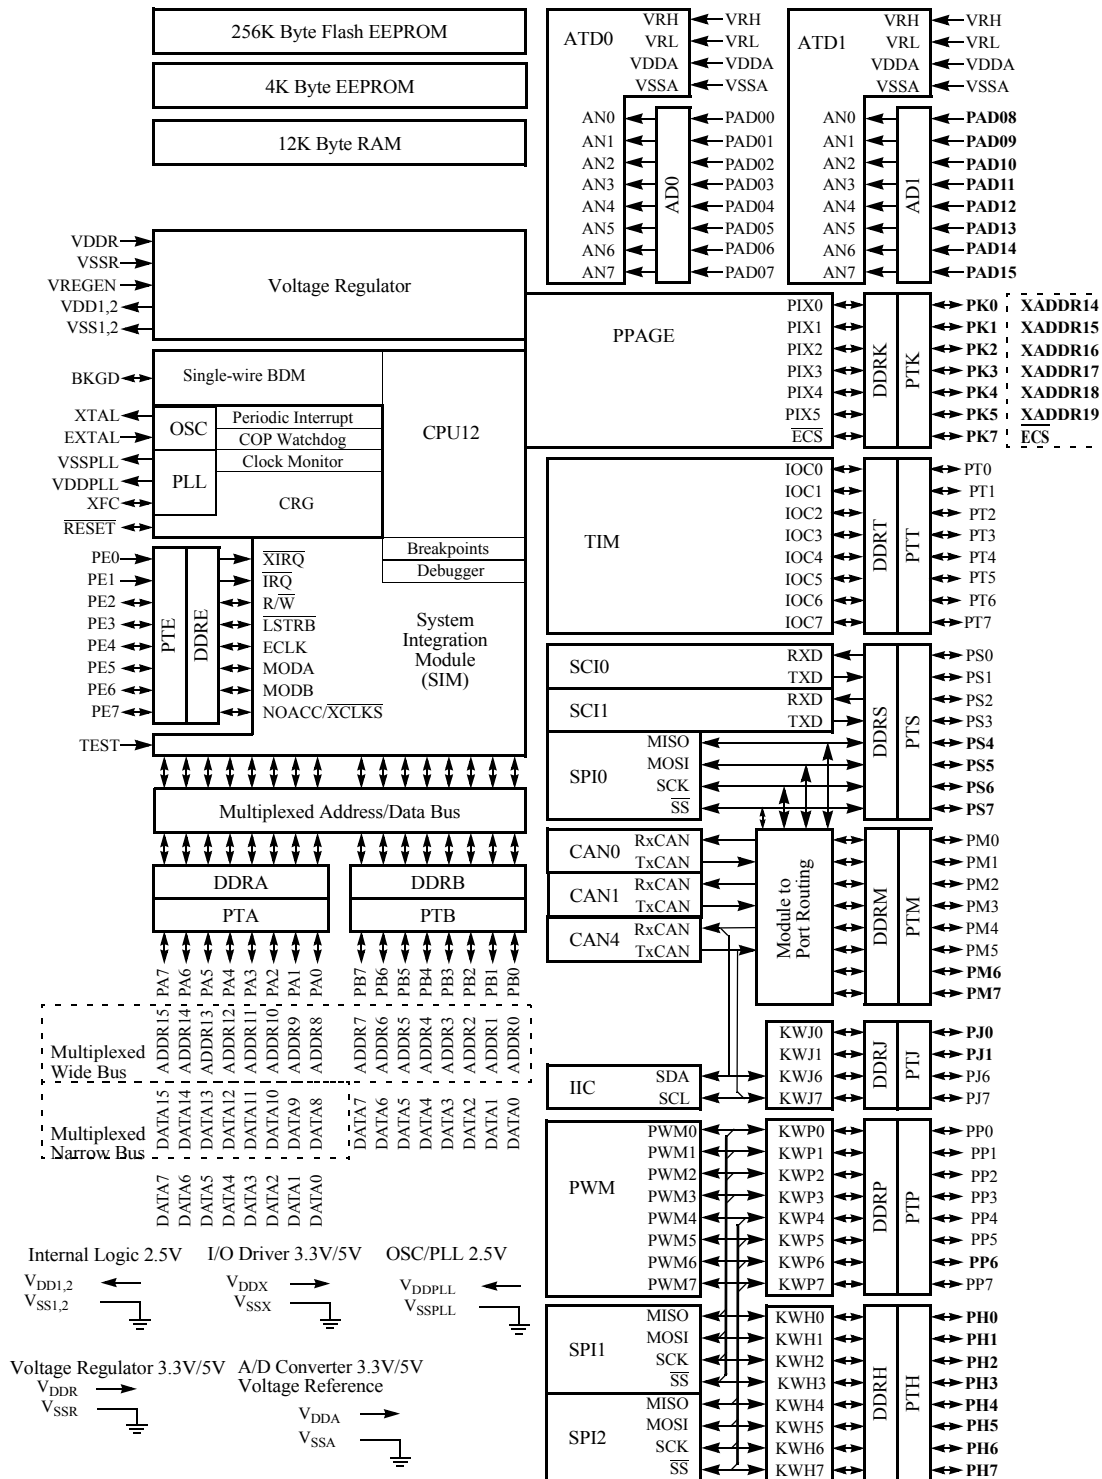 256K Byte Flash EEPROM
4K Byte EEPROM
12K Byte RAM
ATD0
VRH VRH
VRL VRL
VDDA VDDA
VSSA VSSA
AN0 PAD00
AN1 PAD01
AN2 PAD02
AN3 PAD03
AN4 PAD04
AN5 PAD05
AN6 PAD06
AN7 PAD07
AD0
ATD1
VRH VRH
VRL VRL
VDDA VDDA
VSSA VSSA
AN0 PAD08
AN1 PAD09
AN2 PAD10
AN3 PAD11
AN4 PAD12
AN5 PAD13
AN6 PAD14
AN7 PAD15
AD1
VDDR
VSSR
VREGEN
VDD1,2
VSS1,2
Voltage Regulator
PPAGE
PIX0 PK0 XADDR14
PIX1 PK1 XADDR15
PIX2 PK2 XADDR16
PIX3 PK3 XADDR17
PIX4 PK4 XADDR18
PIX5 PK5 XADDR19
ECS PK7 ECS
DDRK PTK
BKGD
XTAL
EXTAL
VSSPLL
VDDPLL
XFC
RESET
Single-wire BDM
OSC
PLL
Periodic Interrupt
COP Watchdog
Clock Monitor
CRG
CPU12
Breakpoints
Debugger
TIM
IOC0 PT0
IOC1 PT1
IOC2 PT2
IOC3 PT3
IOC4 PT4
IOC5 PT5
IOC6 PT6
IOC7 PT7
DDRT PTT
PE0 XIRQ
PE1 IRQ
PE2 R/W
PE3 LSTRB
PE4 ECLK
PE5 MODA
PE6 MODB
PE7 NOACC/XCLKS
PTE DDRE
TEST
System
Integration
Module
(SIM)
SCI0
RXD PS0
TXD PS1
SCI1
RXD PS2
TXD PS3
SPI0
MISO PS4
MOSI PS5
SCK PS6
SS PS7
DDRS PTS
Multiplexed Address/Data Bus
DDRA DDRB
PTA PTB
PA7 PA6 PA5 PA4 PA3 PA2 PA1 PA0 PB7 PB6 PB5 PB4 PB3 PB2 PB1 PB0
Multiplexed
Wide Bus
ADDR15 ADDR14 ADDR13 ADDR12 ADDR11 ADDR10 ADDR9 ADDR8 ADDR7 ADDR6 ADDR5 ADDR4 ADDR3 ADDR2 ADDR1 ADDR0
DATA15 DATA14 DATA13 DATA12 DATA11 DATA10 DATA9 DATA8 DATA7 DATA6 DATA5 DATA4 DATA3 DATA2 DATA1 DATA0
Multiplexed
Narrow Bus
DATA7 DATA6 DATA5 DATA4 DATA3 DATA2 DATA1 DATA0
CAN0
RxCAN
TxCAN
CAN1
RxCAN
TxCAN
CAN4
RxCAN
TxCAN
Module to
Port Routing
DDRM PTM
PM0
PM1
PM2
PM3
PM4
PM5
PM6
PM7
KWJ0 PJ0
KWJ1 PJ1
IIC
SDA KWJ6 PJ6
SCL KWJ7 PJ7
DDRJ PTJ
PWM
PWM0 KWP0 PP0
PWM1 KWP1 PP1
PWM2 KWP2 PP2
PWM3 KWP3 PP3
PWM4 KWP4 PP4
PWM5 KWP5 PP5
PWM6 KWP6 PP6
PWM7 KWP7 PP7
DDRP PTP
SPI1
MISO KWH0 PH0
MOSI KWH1 PH1
SCK KWH2 PH2
SS KWH3 PH3
SPI2
MISO KWH4 PH4
MOSI KWH5 PH5
SCK KWH6 PH6
SS KWH7 PH7
DDRH PTH
Internal Logic 2.5V
VDD1,2
VSS1,2
I/O Driver 3.3V/5V
VDDX
VSSX
OSC/PLL 2.5V
VDDPLL
VSSPLL
Voltage Regulator 3.3V/5V
VDDR
VSSR
A/D Converter 3.3V/5V
Voltage Reference
VDDA
VSSA